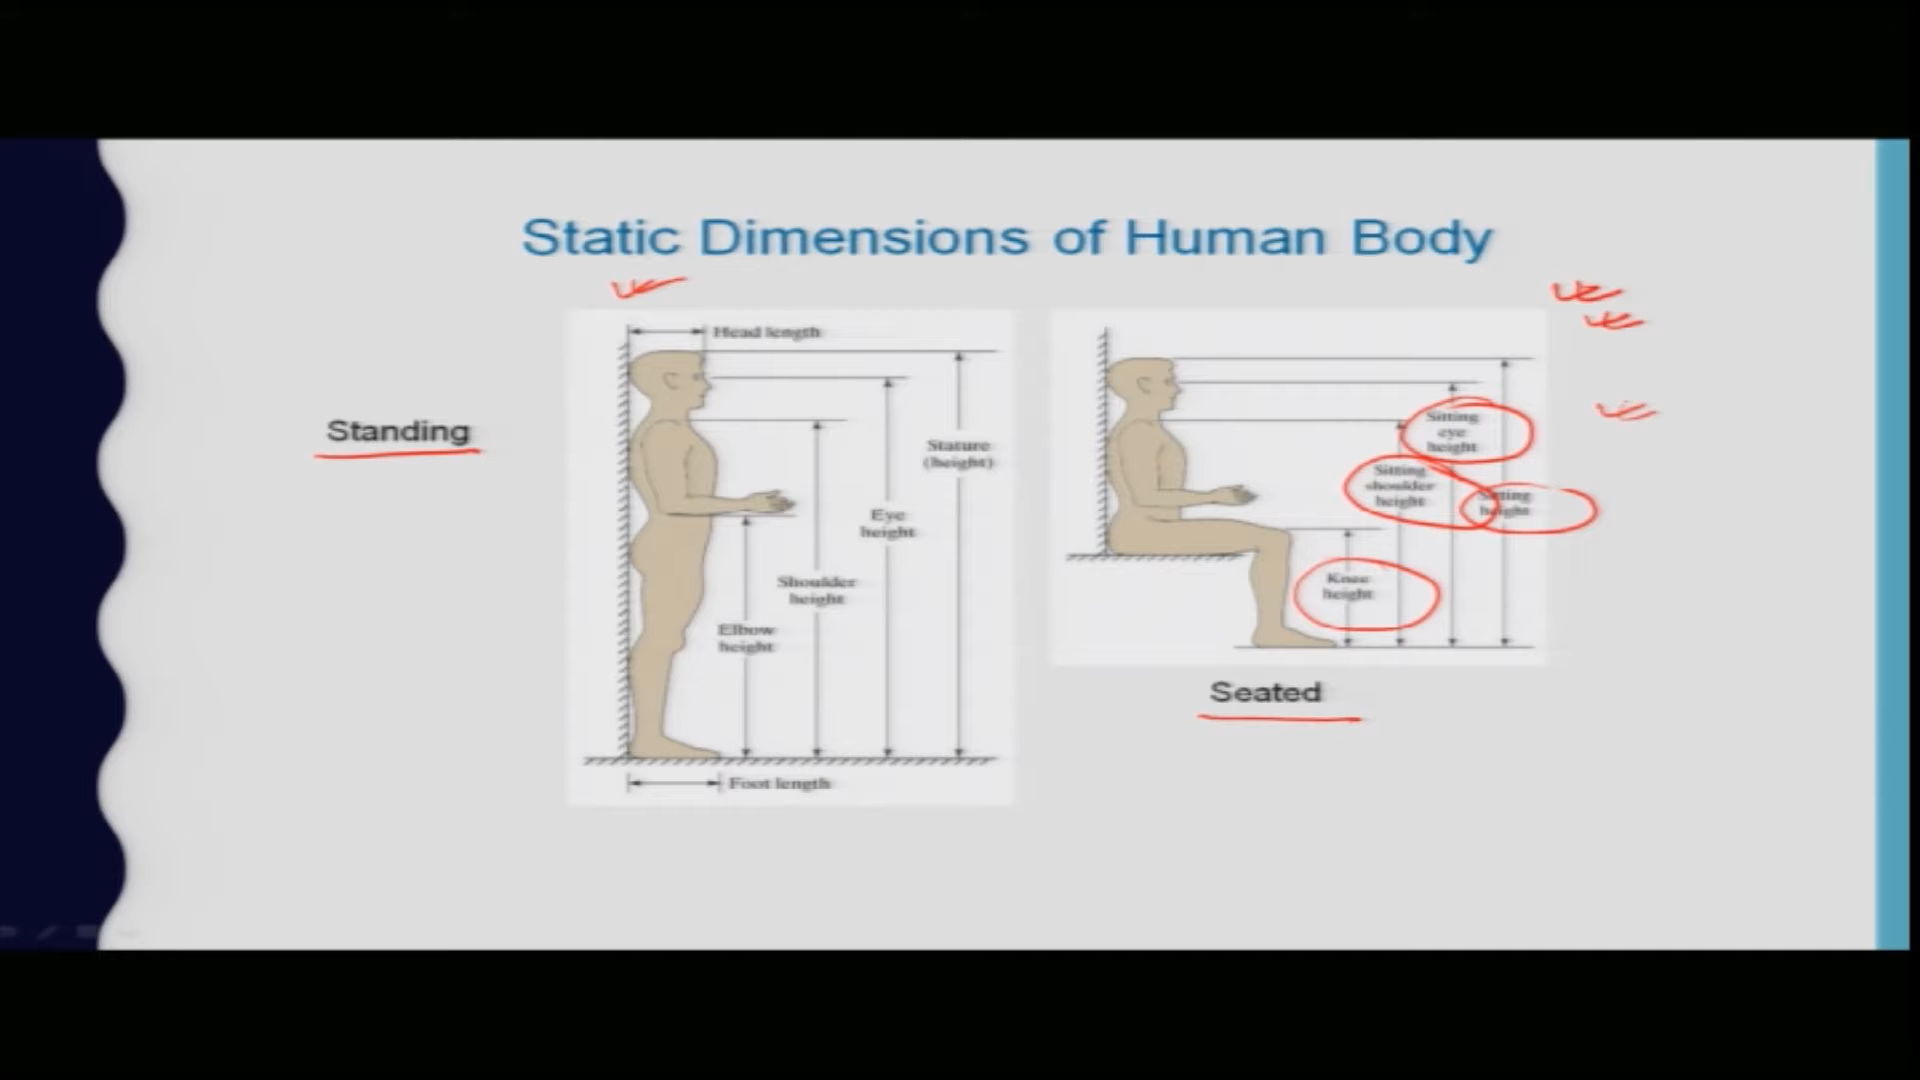 Static Dimensions of Human Body
Standing
Head length
Stature
(height)
Eye
height
Shoulder
height
Elbow
height
Foot length
Sitting
eye
height
Sitting
shoulder
height
Sitting
height
Knee
height
Seated